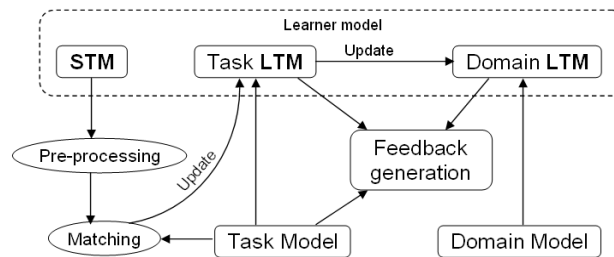 Learner model
STM
Task LTM
Update
Domain LTM
Pre-processing
Update
Feedback
generation
Matching
Task Model
Domain Model